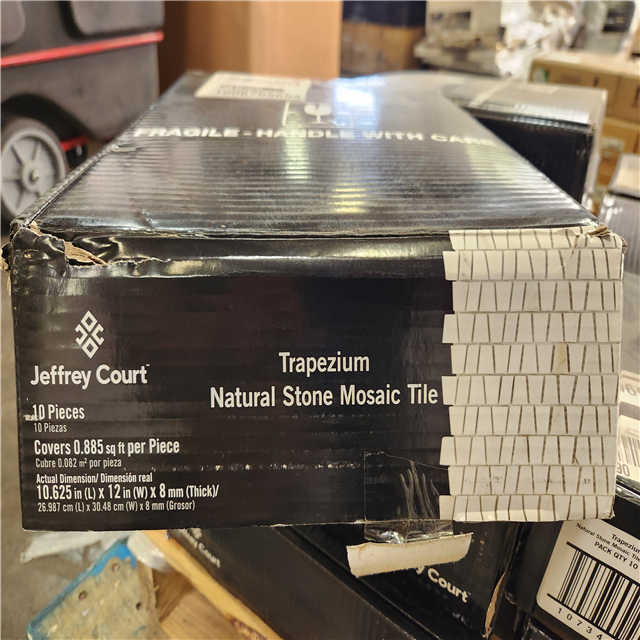 FRAGILE - HANDLE WITH CARE
Jeffrey Court
Trapezium
Natural Stone Mosaic Tile
10 Pieces
10 Piezas
Covers 0.885 sq ft per Piece
Cubre 0.082 m² por pieza
Actual Dimension/ Dimensión real
10.625 in (L) x 12 in (W) x 8 mm (Thick)/
26.987 cm (L) x 30.48 cm (W) x 8 mm (Grosor)
Court
Court
Trapezium
Natural Stone Mosaic Tile
PACK QTY 10
1073